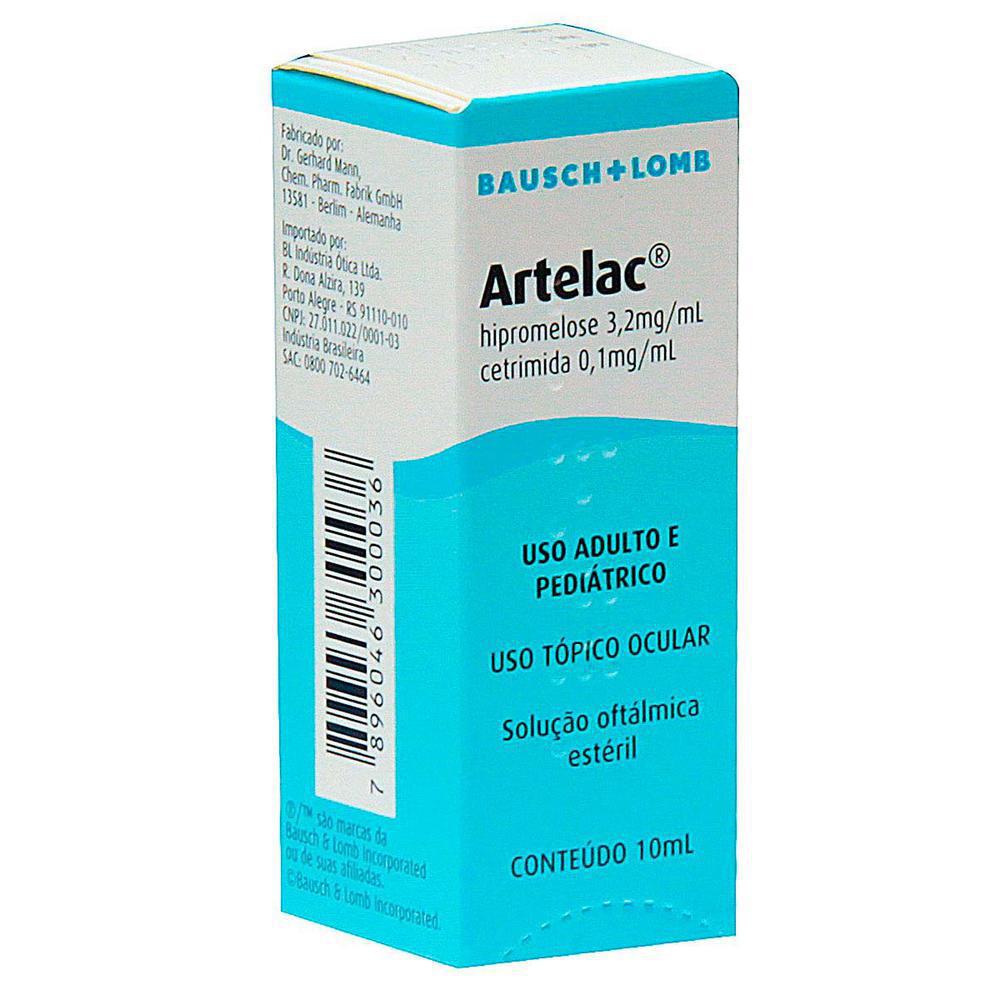 Fabricado por:
Dr. Gerhard Mann,
Chem. Pharm. Fabrik GmbH
13581 - Berlim - Alemanha
Importado por:
BL Indústria Ótica Ltda.
R. Dona Alzira, 139
Porto Alegre - RS 91110-010
CNPJ: 27.011.022/0001-03
Indústria Brasileira
SAC: 0800 702-6464
7 896046 300036
®/™ são marcas da
Bausch & Lomb Incorporated
ou de suas afiliadas.
©Bausch & Lomb Incorporated.
BAUSCH+LOMB
Artelac®
hipromelose 3,2mg/mL
cetrimida 0,1mg/mL
USO ADULTO E
PEDIÁTRICO
USO TÓPICO OCULAR
Solução oftálmica
estéril
CONTEÚDO 10mL